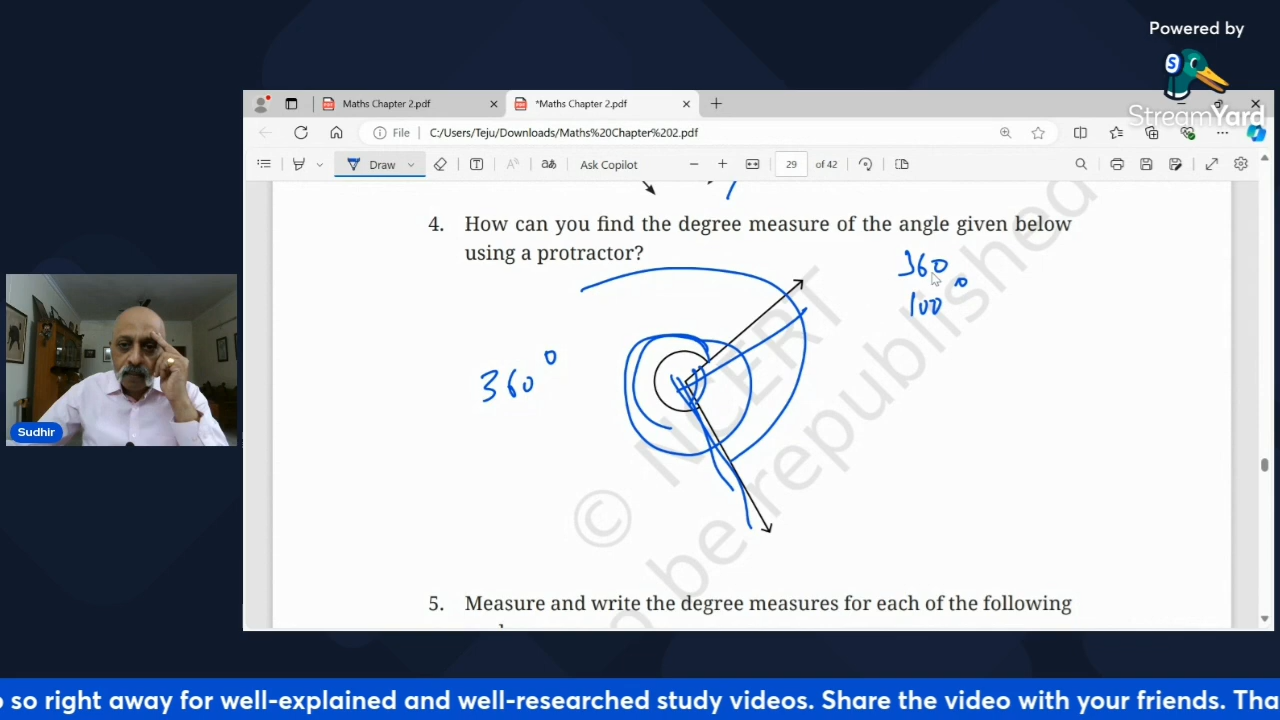 Powered by
S
StreamYard
Maths Chapter 2.pdf
*Maths Chapter 2.pdf
File
C:/Users/Teju/Downloads/Maths%20Chapter%202.pdf
Draw
Ask Copilot
29 of 42
4. How can you find the degree measure of the angle given below
using a protractor?
360
100°
360°
© NCERT
be republished
5. Measure and write the degree measures for each of the following
Sudhir
so right away for well-explained and well-researched study videos. Share the video with your friends. Tha